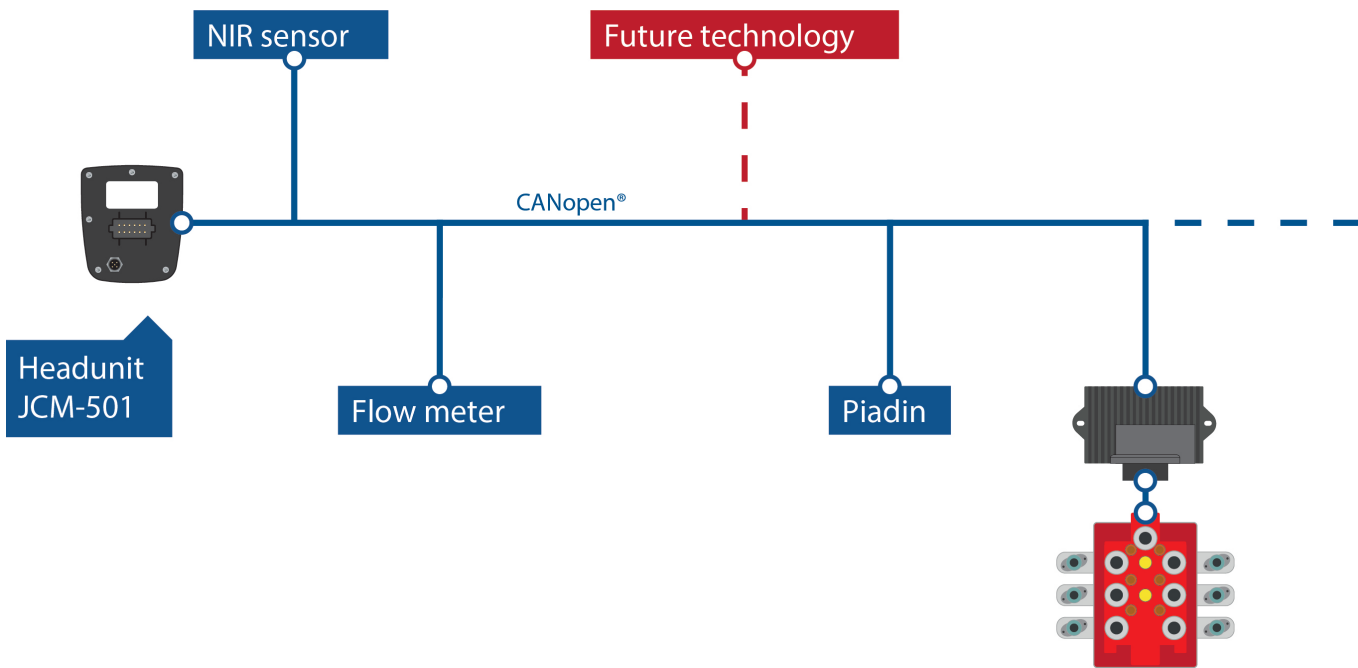 NIR sensor
Future technology
CANopen®
Headunit
JCM-501
Flow meter
Piadin